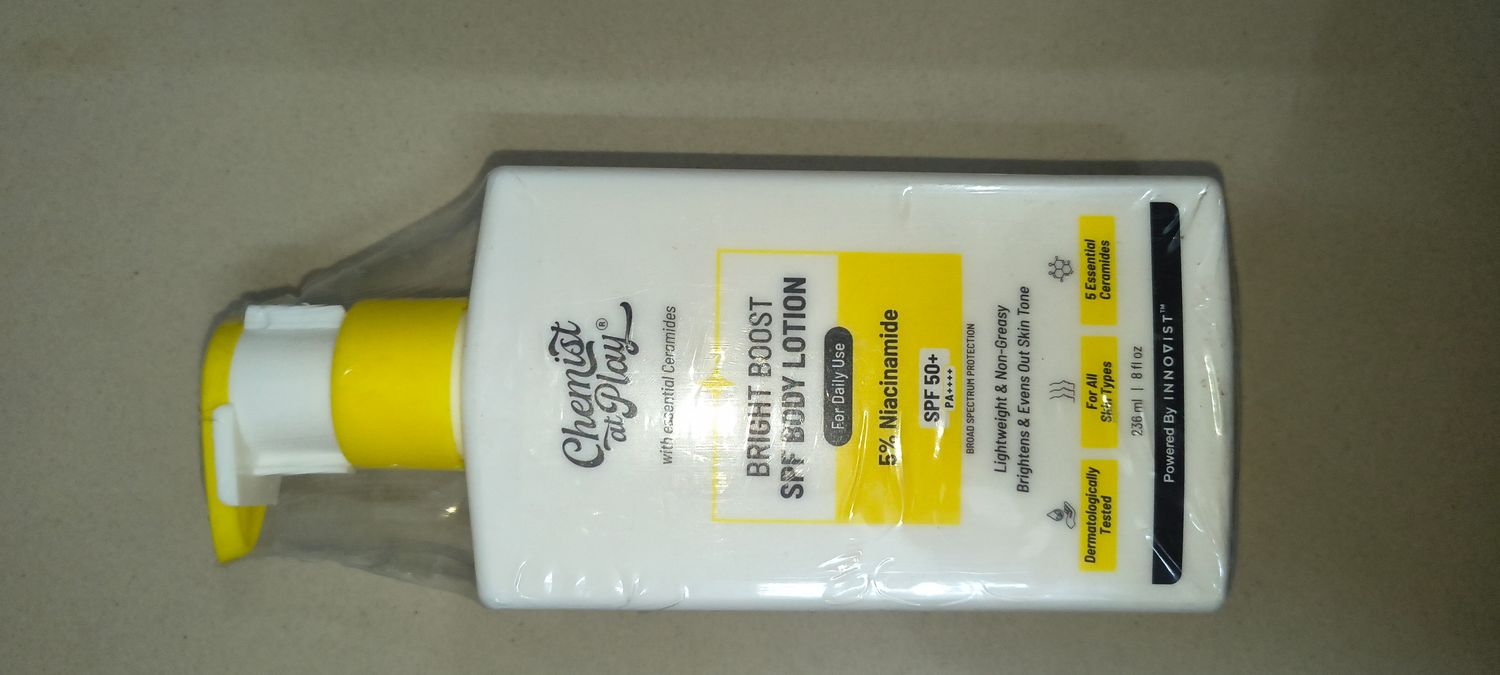 Chemist
at Play®
with essential Ceramides
BRIGHT BOOST
SPF BODY LOTION
For Daily Use
5% Niacinamide
SPF 50+
PA++++
BROAD SPECTRUM PROTECTION
Lightweight & Non-Greasy
Brightens & Evens Out Skin Tone
Dermatologically
Tested
For All
Skin Types
5 Essential
Ceramides
236 ml | 8 fl oz
Powered By INNOVIST™